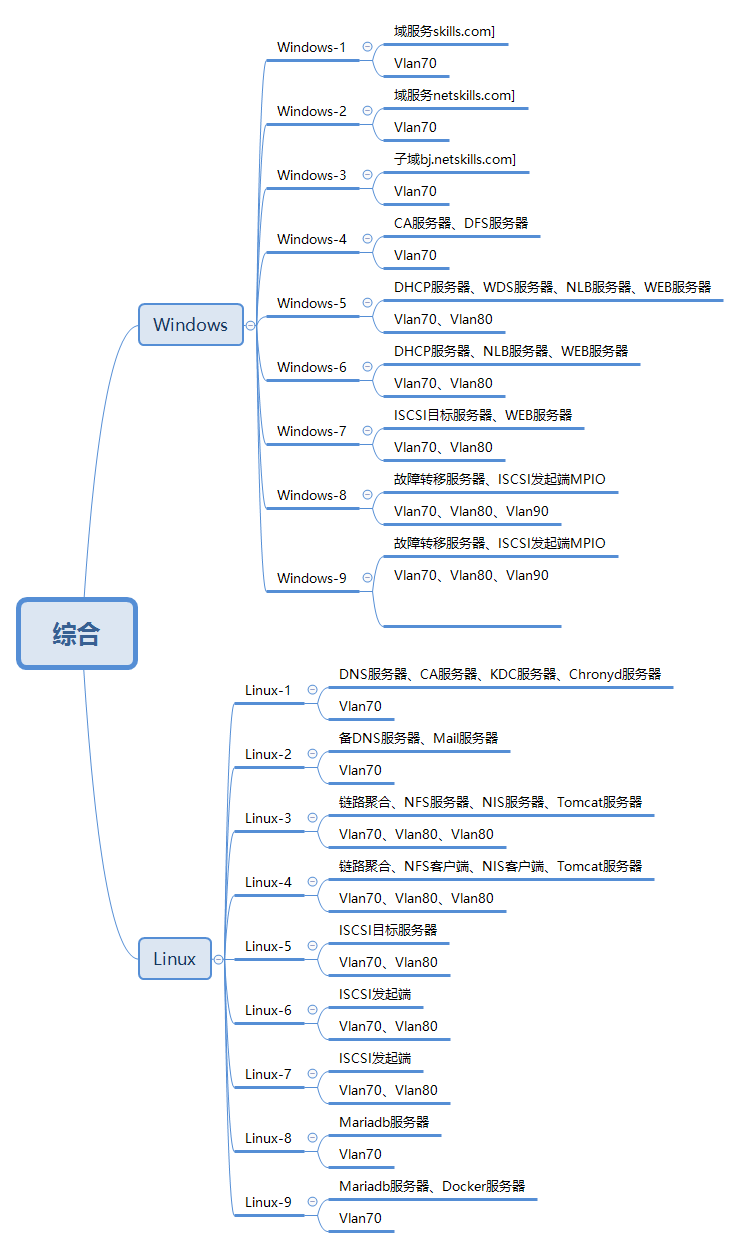 综合
Windows
Windows-1
域服务skills.com]
Vlan70
Windows-2
域服务netskills.com]
Vlan70
Windows-3
子域bj.netskills.com]
Vlan70
Windows-4
CA服务器、DFS服务器
Vlan70
Windows-5
DHCP服务器、WDS服务器、NLB服务器、WEB服务器
Vlan70、Vlan80
Windows-6
DHCP服务器、NLB服务器、WEB服务器
Vlan70、Vlan80
Windows-7
ISCSI目标服务器、WEB服务器
Vlan70、Vlan80
Windows-8
故障转移服务器、ISCSI发起端MPIO
Vlan70、Vlan80、Vlan90
Windows-9
故障转移服务器、ISCSI发起端MPIO
Vlan70、Vlan80、Vlan90
Linux
Linux-1
DNS服务器、CA服务器、KDC服务器、Chronyd服务器
Vlan70
Linux-2
备DNS服务器、Mail服务器
Vlan70
Linux-3
链路聚合、NFS服务器、NIS服务器、Tomcat服务器
Vlan70、Vlan80、Vlan80
Linux-4
链路聚合、NFS客户端、NIS客户端、Tomcat服务器
Vlan70、Vlan80、Vlan80
Linux-5
ISCSI目标服务器
Vlan70、Vlan80
Linux-6
ISCSI发起端
Vlan70、Vlan80
Linux-7
ISCSI发起端
Vlan70、Vlan80
Linux-8
Mariadb服务器
Vlan70
Linux-9
Mariadb服务器、Docker服务器
Vlan70